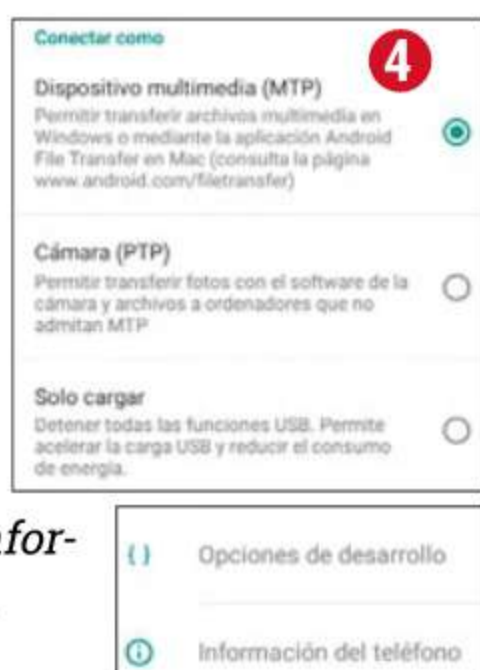 Conectar como
4
Dispositivo multimedia (MTP)
Permitir transferir archivos multimedia en
Windows o mediante la aplicación Android
File Transfer en Mac (consulta la página
www.android.com/filetransfer)
Cámara (PTP)
Permitir transferir fotos con el software de la
cámara y archivos a ordenadores que no
admitan MTP
Solo cargar
Detener todas las funciones USB. Permite
acelerar la carga USB y reducir el consumo
de energía.
for-
{ } Opciones de desarrollo
Información del teléfono